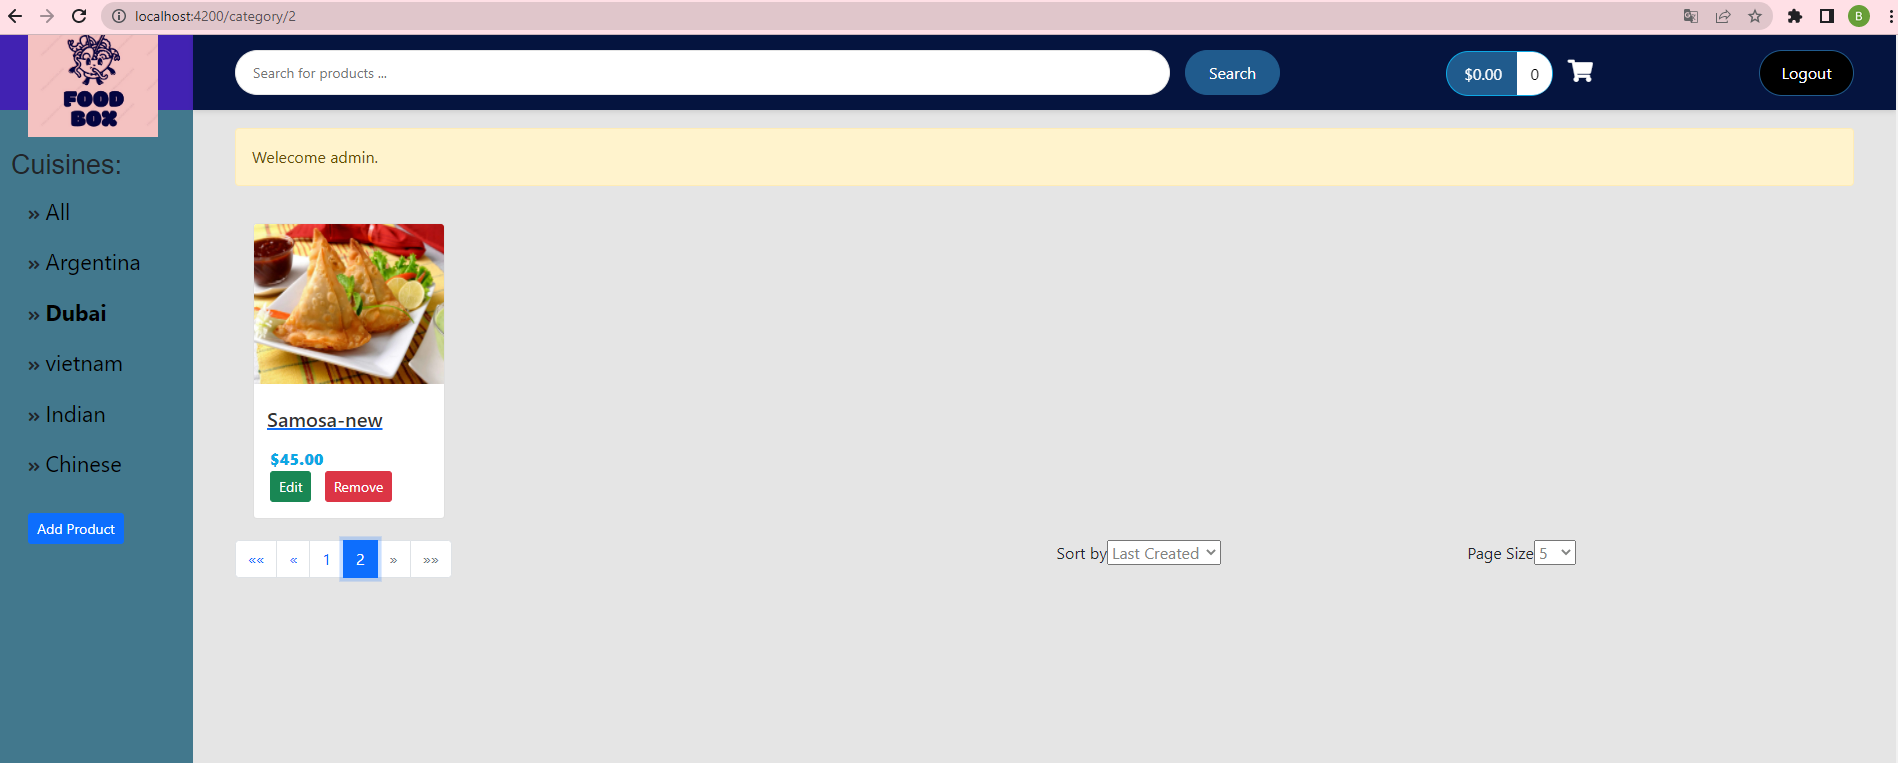 localhost:4200/category/2
B
FOOD
BOX
Search for products ...
Search
$0.00
0
Logout
Welecome admin.
Cuisines:
» All
» Argentina
» Dubai
» vietnam
» Indian
» Chinese
Add Product
Samosa-new
$45.00
Edit
Remove
«« « 1 2 » »»
Sort by Last Created
Page Size 5